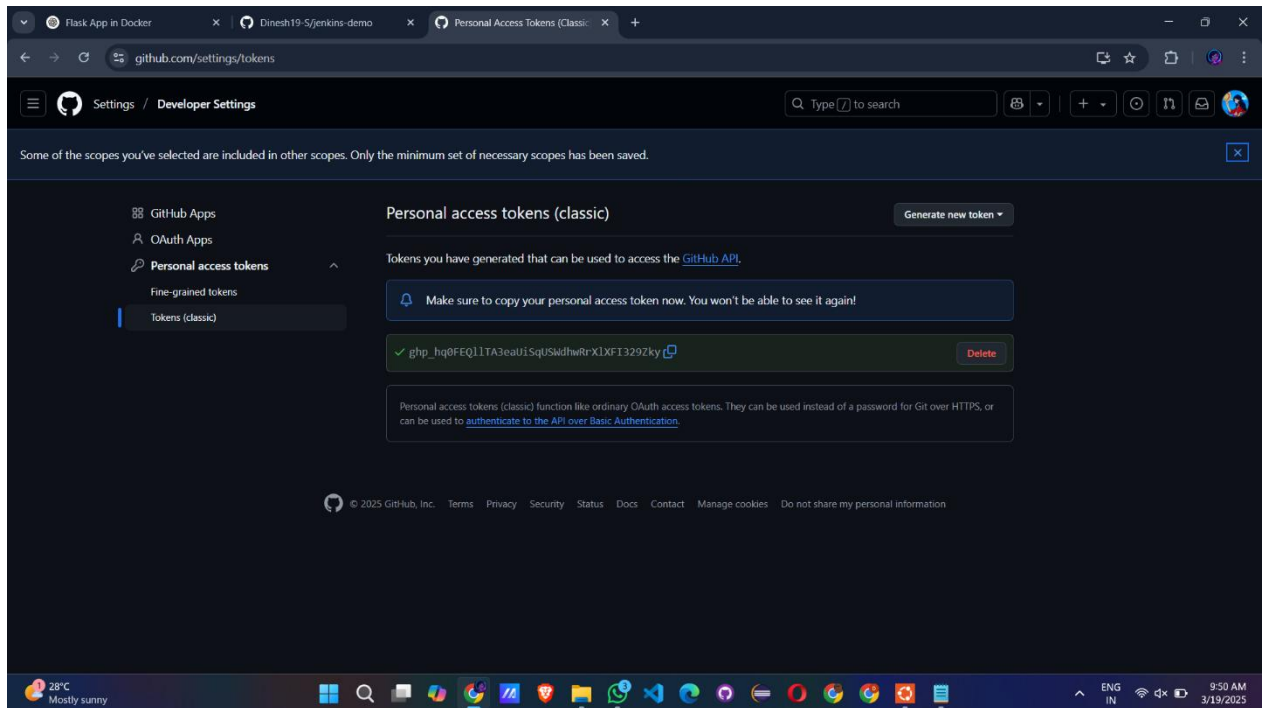 Flask App in Docker
Dinesh19-S/jenkins-demo
Personal Access Tokens (Classic
github.com/settings/tokens
Settings / Developer Settings
Type / to search
Some of the scopes you've selected are included in other scopes. Only the minimum set of necessary scopes has been saved.
GitHub Apps
OAuth Apps
Personal access tokens
Fine-grained tokens
Tokens (classic)
Personal access tokens (classic)
Generate new token
Tokens you have generated that can be used to access the GitHub API.
Make sure to copy your personal access token now. You won't be able to see it again!
Delete
Personal access tokens (classic) function like ordinary OAuth access tokens. They can be used instead of a password for Git over HTTPS, or
can be used to authenticate to the API over Basic Authentication.
© 2025 GitHub, Inc. Terms Privacy Security Status Docs Contact Manage cookies Do not share my personal information
1
28°C
Mostly sunny
3
ENG
IN
9:50 AM
3/19/2025